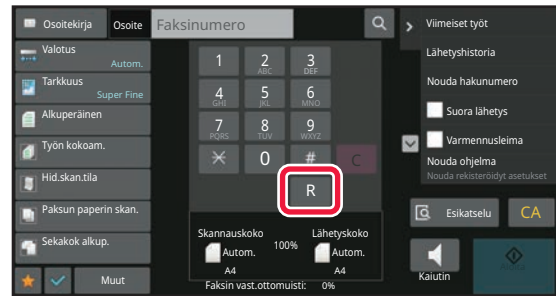 Osoitekirja
Osoite
Faksinumero
Valotus
Autom.
Tarkkuus
Super Fine
Alkuperäinen
Työn kokoam.
Hid.skan.tila
Paksun paperin skan.
Sekakok alkup.
Muut
1
2
ABC
3
DEF
4
GHI
5
JKL
6
MNO
7
PQRS
8
TUV
9
WXYZ
0
#
C
R
Skannauskoko
Autom.
A4
100%
Lähetyskoko
Autom.
A4
Faksin vast.ottomuisti: 0%
Viimeiset työt
Lähetyshistoria
Nouda hakunumero
Suora lähetys
Varmennusleima
Nouda ohjelma
Nouda rekisteröidyt asetukset
Esikatselu
CA
Kaiutin